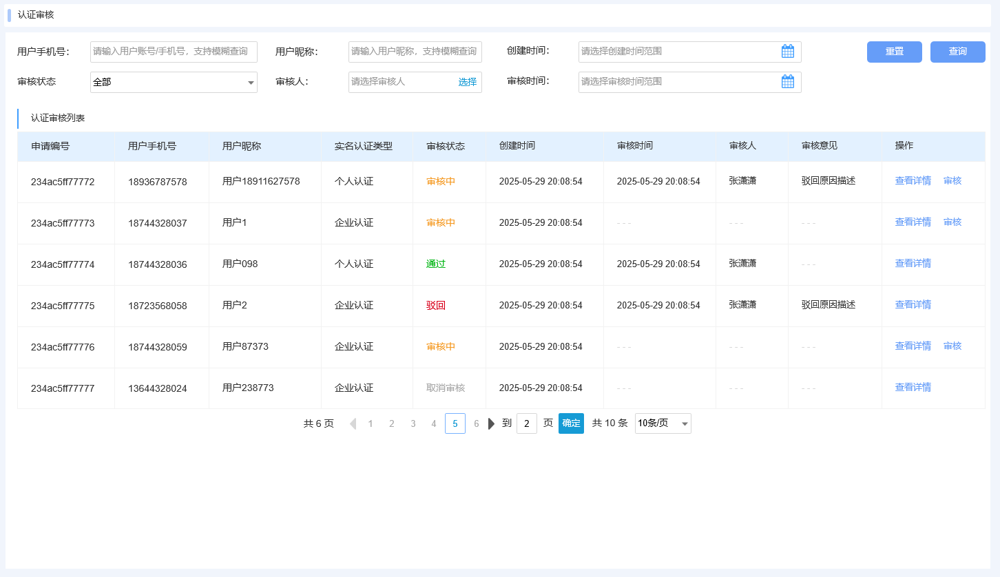 认证审核
用户手机号： 请输入用户账号/手机号，支持模糊查询 用户昵称： 请输入用户昵称，支持模糊查询 创建时间： 请选择创建时间范围 重置 查询
审核状态 全部 审核人： 请选择审核人 选择 审核时间： 请选择审核时间范围
认证审核列表
申请编号 用户手机号 用户昵称 实名认证类型 审核状态 创建时间 审核时间 审核人 审核意见 操作
234ac5ff77772 18936787578 用户18911627578 个人认证 审核中 2025-05-29 20:08:54 2025-05-29 20:08:54 张潇潇 驳回原因描述 查看详情 审核
234ac5ff77773 18744328037 用户1 企业认证 审核中 2025-05-29 20:08:54 - - - - - - - - - 查看详情 审核
234ac5ff77774 18744328036 用户098 个人认证 通过 2025-05-29 20:08:54 2025-05-29 20:08:54 张潇潇 - - - 查看详情
234ac5ff77775 18723568058 用户2 企业认证 驳回 2025-05-29 20:08:54 2025-05-29 20:08:54 张潇潇 驳回原因描述 查看详情
234ac5ff77776 18744328059 用户87373 企业认证 审核中 2025-05-29 20:08:54 - - - - - - - - - 查看详情 审核
234ac5ff77777 13644328024 用户238773 企业认证 取消审核 2025-05-29 20:08:54 - - - - - - - - - 查看详情
共 6 页 1 2 3 4 5 6 到 2 页 确定 共 10 条 10条/页